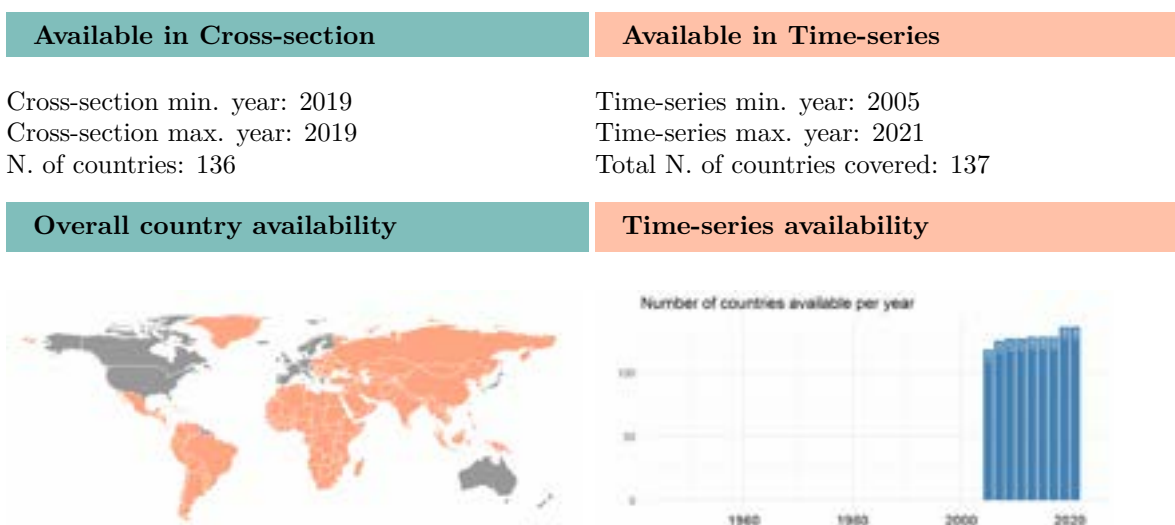 Available in Cross-section
Available in Time-series
Cross-section min. year: 2019
Cross-section max. year: 2019
N. of countries: 136
Time-series min. year: 2005
Time-series max. year: 2021
Total N. of countries covered: 137
Overall country availability
Time-series availability
Number of countries available per year
100
50
0
1960
1980
2000
2020